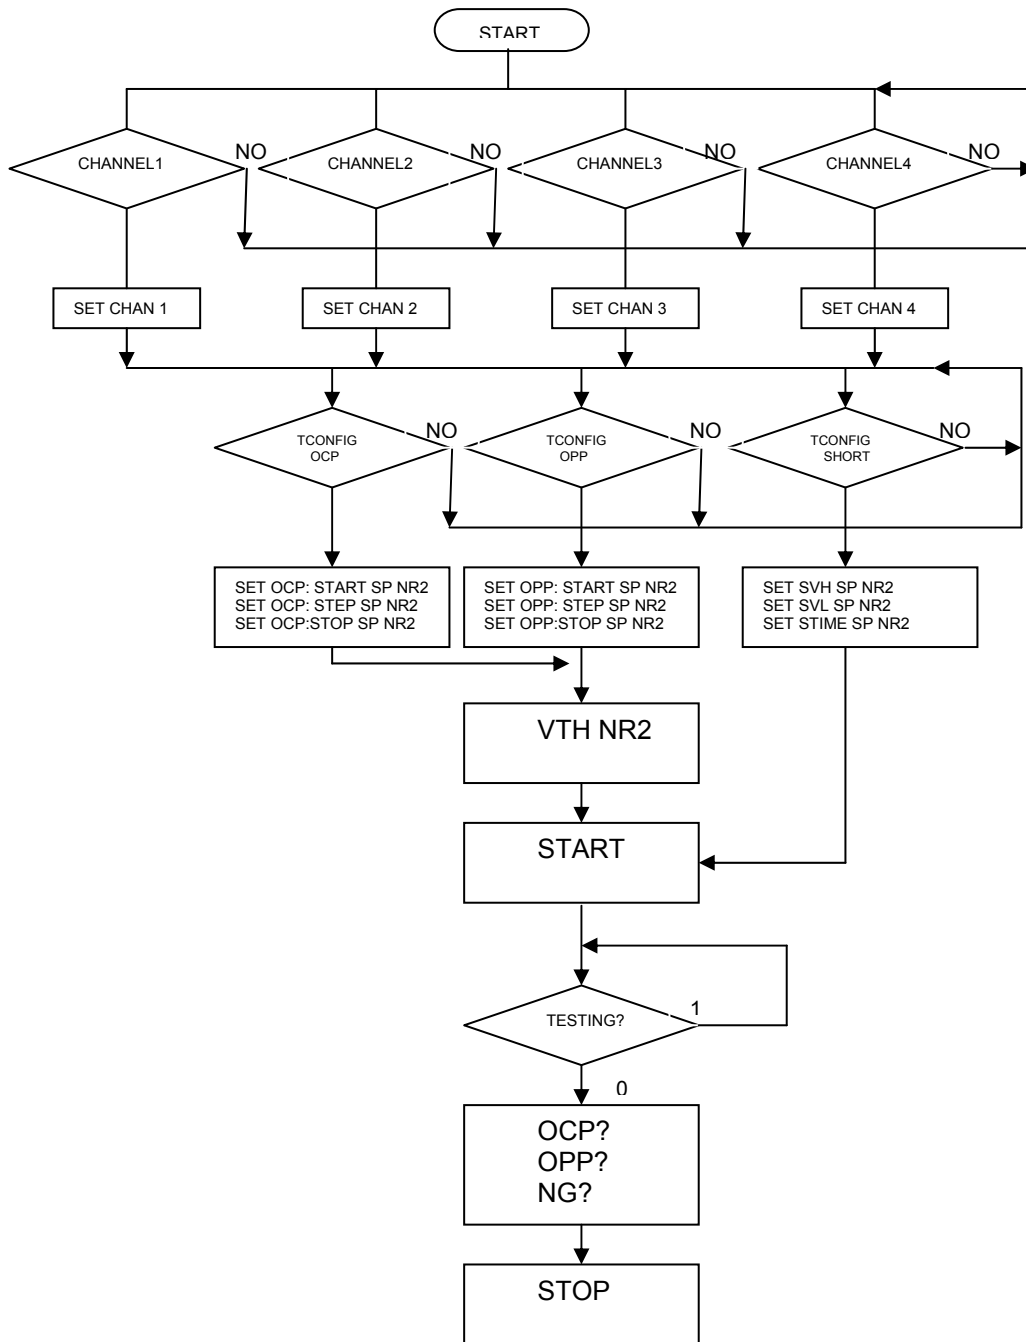 START
CHANNEL1
NO
CHANNEL2
NO
CHANNEL3
NO
CHANNEL4
NO
SET CHAN 1
SET CHAN 2
SET CHAN 3
SET CHAN 4
TCONFIG
OCP
NO
TCONFIG
OPP
NO
TCONFIG
SHORT
NO
SET OCP: START SP NR2
SET OCP: STEP SP NR2
SET OCP:STOP SP NR2
SET OPP: START SP NR2
SET OPP: STEP SP NR2
SET OPP:STOP SP NR2
SET SVH SP NR2
SET SVL SP NR2
SET STIME SP NR2
VTH NR2
START
TESTING?
1
0
OCP?
OPP?
NG?
STOP